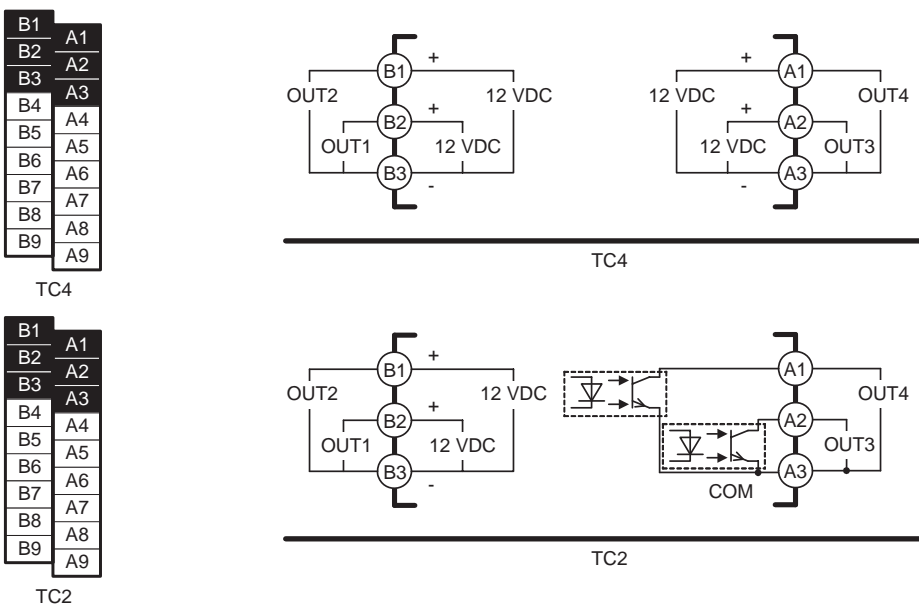 B1
B2
B3
B4
B5
B6
B7
B8
B9
A1
A2
A3
A4
A5
A6
A7
A8
A9
TC4
B1 +
OUT2 12 VDC
B2 +
OUT1 12 VDC
B3 -
+ A1
12 VDC OUT4
+ A2
12 VDC OUT3
- A3
TC4
B1
B2
B3
B4
B5
B6
B7
B8
B9
A1
A2
A3
A4
A5
A6
A7
A8
A9
TC2
B1 +
OUT2 12 VDC
B2 +
OUT1 12 VDC
B3 -
A1
OUT4
A2
OUT3
A3
COM
TC2